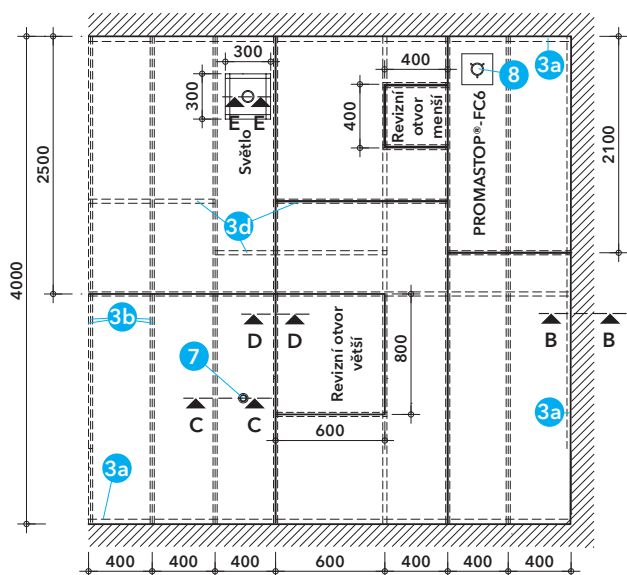 300
400
8
3a
300
E E
Světlo
400
Revizní
otvor
menší
PROMASTOP®-FC6
2100
2500
4000
3d
3b
D D
Revizní otvor
větší
800
B B
7
C C
600
3a
3a
400 400 400 600 400 400 400